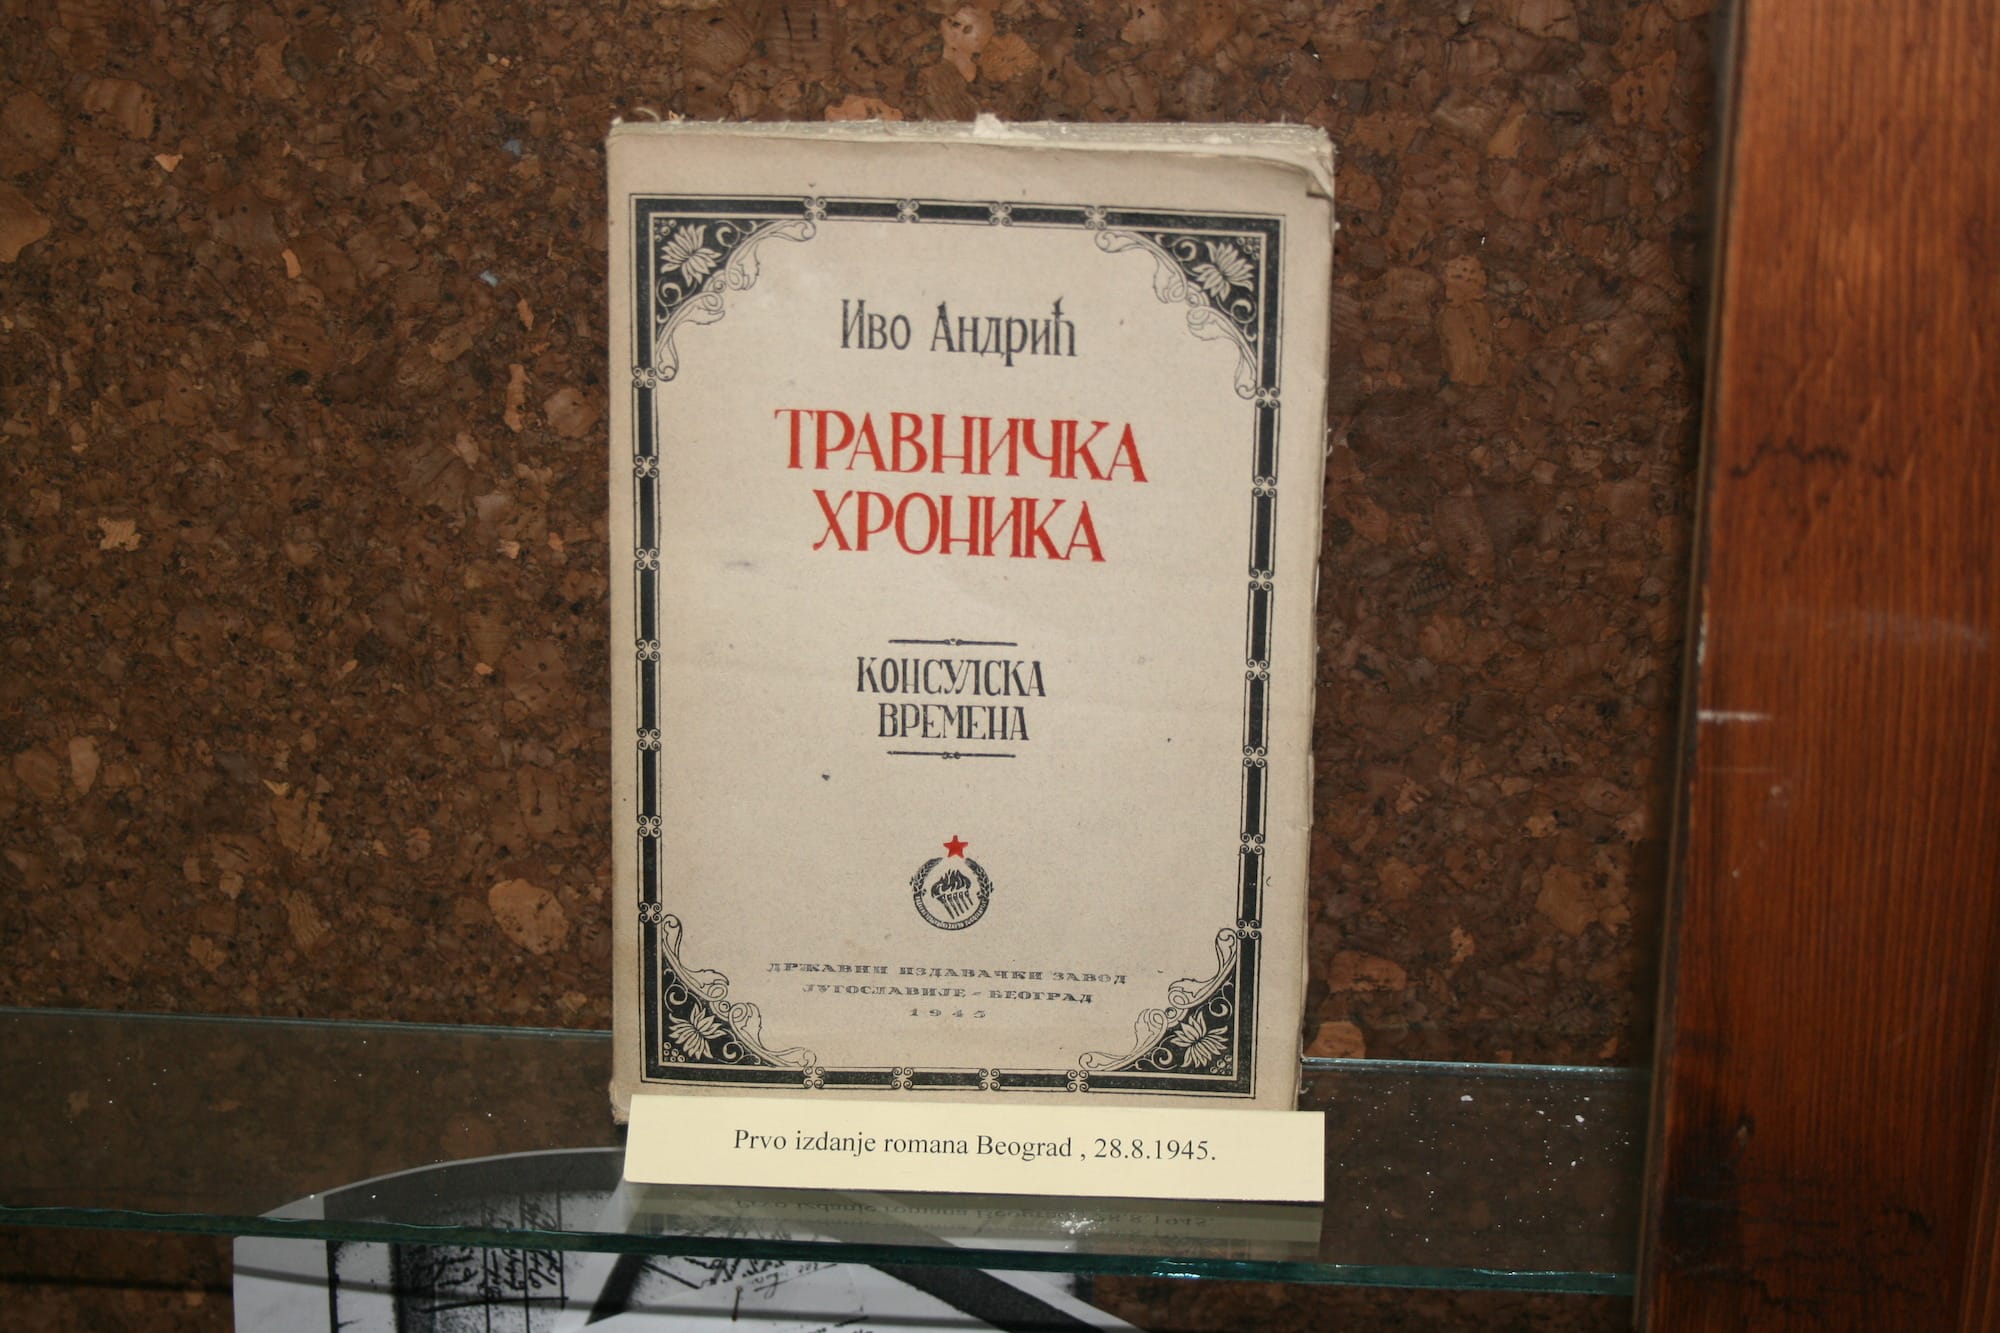 Иво Андрић
ТРАВНИЧКА
ХРОНИКА
КОНСУЛСКА
ВРЕМЕНА
ДРЖАВНИ ИЗДАВАЧКИ ЗАВОД
ЈУГОСЛАВИЈЕ - БЕОГРАД
1945
Prvo izdanje romana Beograd , 28.8.1945.